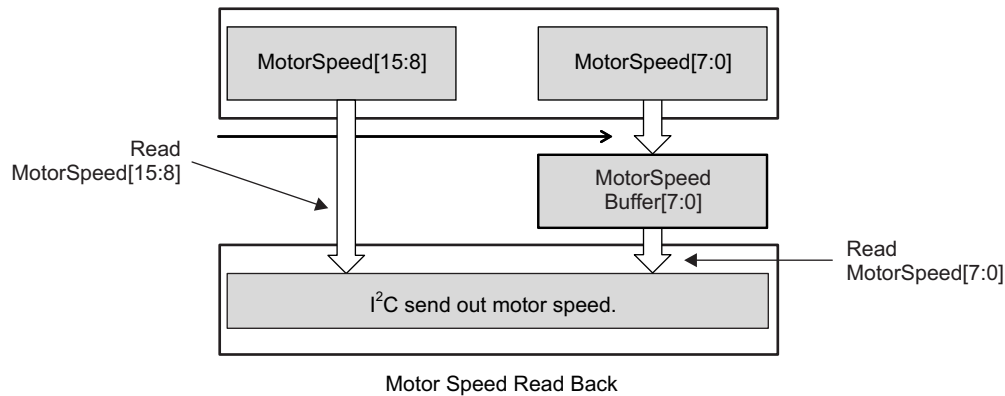 MotorSpeed[15:8]
MotorSpeed[7:0]
Read
MotorSpeed[15:8]
MotorSpeed
Buffer[7:0]
Read
MotorSpeed[7:0]
I²C send out motor speed.
Motor Speed Read Back